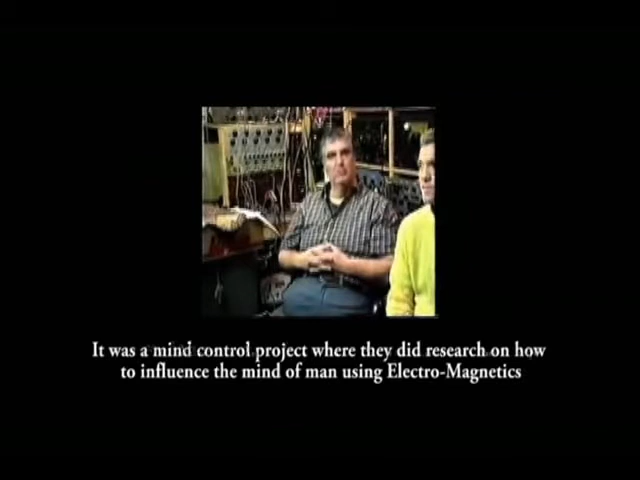 It was a mind control project where they did research on how
to influence the mind of man using Electro-Magnetics